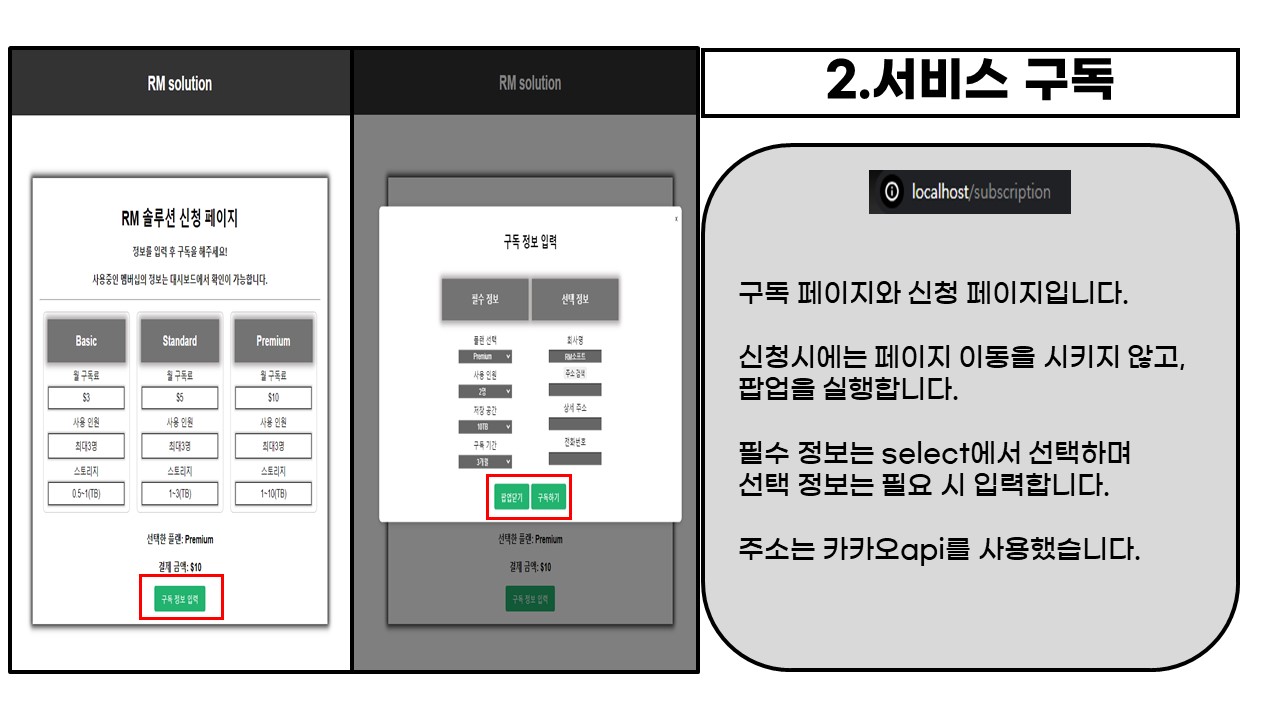 RM solution
RM 솔루션 신청 페이지
정보를 입력 후 구독을 해주세요!
사용중인 멤버십의 정보는 대시보드에서 확인이 가능합니다.
Basic
월 구독료
$3
사용 인원
최대3명
스토리지
0.5~1(TB)
Standard
월 구독료
$5
사용 인원
최대3명
스토리지
1~3(TB)
Premium
월 구독료
$10
사용 인원
최대3명
스토리지
1~10(TB)
선택한 플랜: Premium
결제 금액: $10
구독 정보 입력
RM solution
x
구독 정보 입력
필수 정보
플랜 선택
Premium
사용 인원
2명
저장 공간
10TB
구독 기간
3개월
선택 정보
회사명
RM소프트
주소검색
상세 주소
전화번호
팝업닫기 구독하기
선택한 플랜: Premium
결제 금액: $10
구독 정보 입력
2.서비스 구독
localhost/subscription
구독 페이지와 신청 페이지입니다.
신청시에는 페이지 이동을 시키지 않고,
팝업을 실행합니다.
필수 정보는 select에서 선택하며
선택 정보는 필요 시 입력합니다.
주소는 카카오api를 사용했습니다.